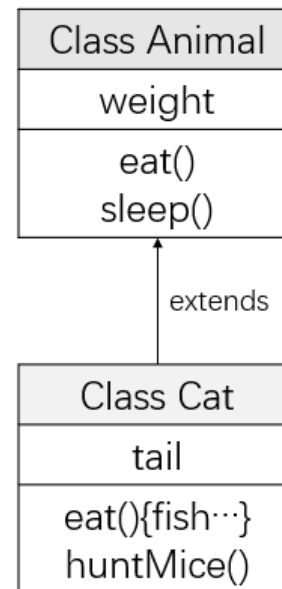 Class Animal
weight
eat()
sleep()
extends
Class Cat
tail
eat(){fish···}
huntMice()